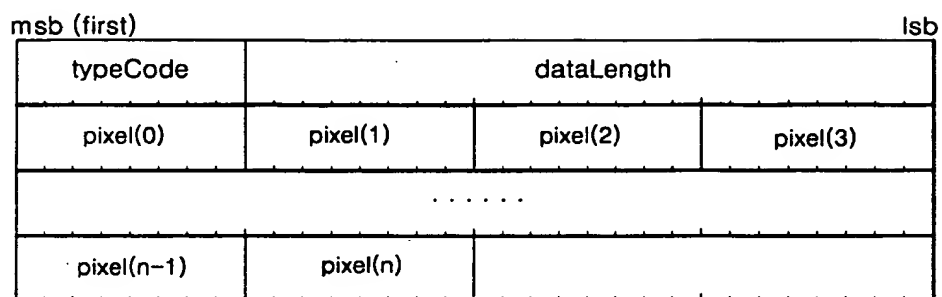 msb (first) lsb
typeCode dataLength
pixel(0) pixel(1) pixel(2) pixel(3)
......
pixel(n-1) pixel(n)